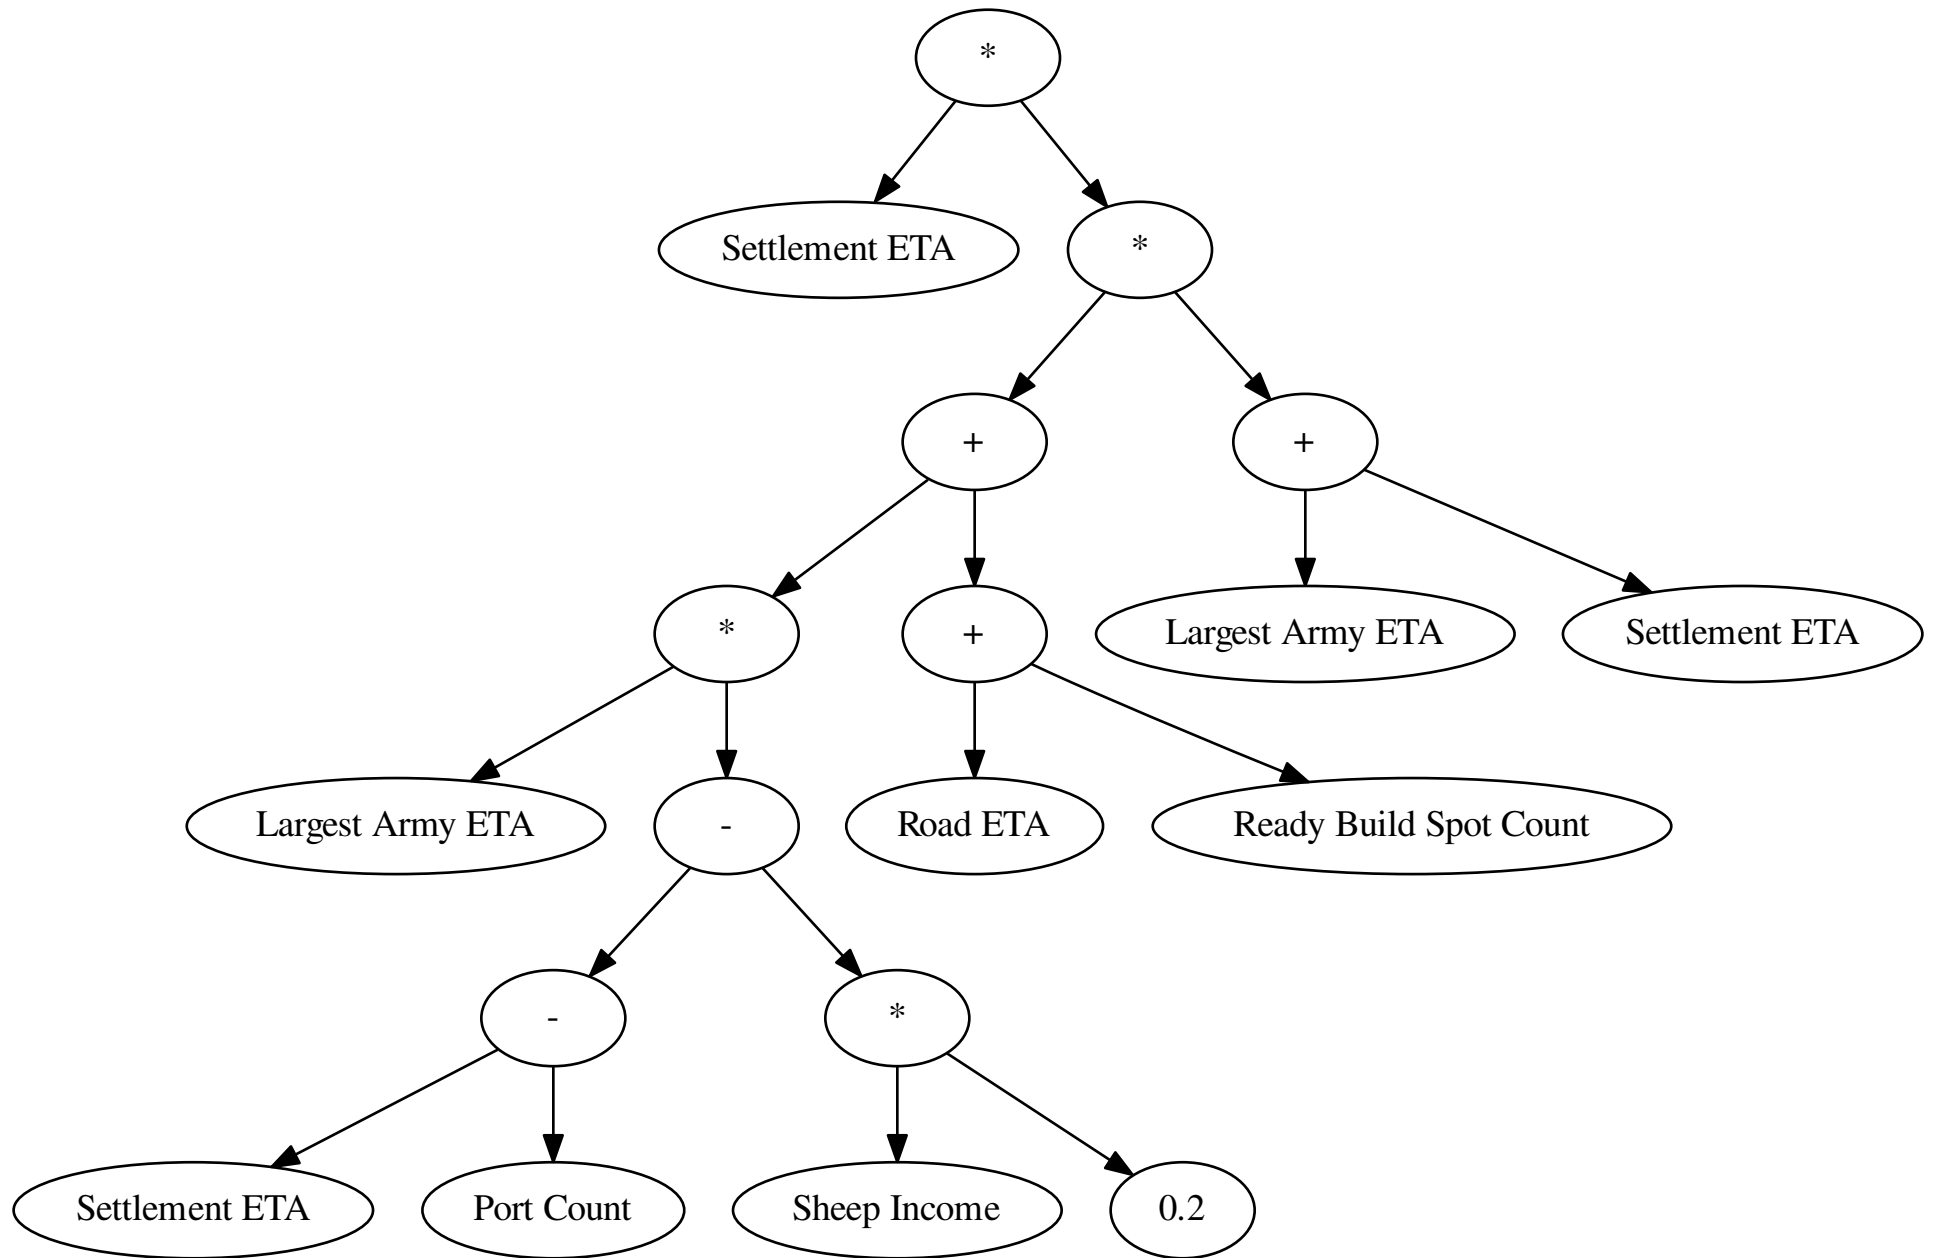 *
Settlement ETA
*
+
+
*
+
Largest Army ETA
Settlement ETA
Largest Army ETA
-
Road ETA
Ready Build Spot Count
-
*
Settlement ETA
Port Count
Sheep Income
0.2